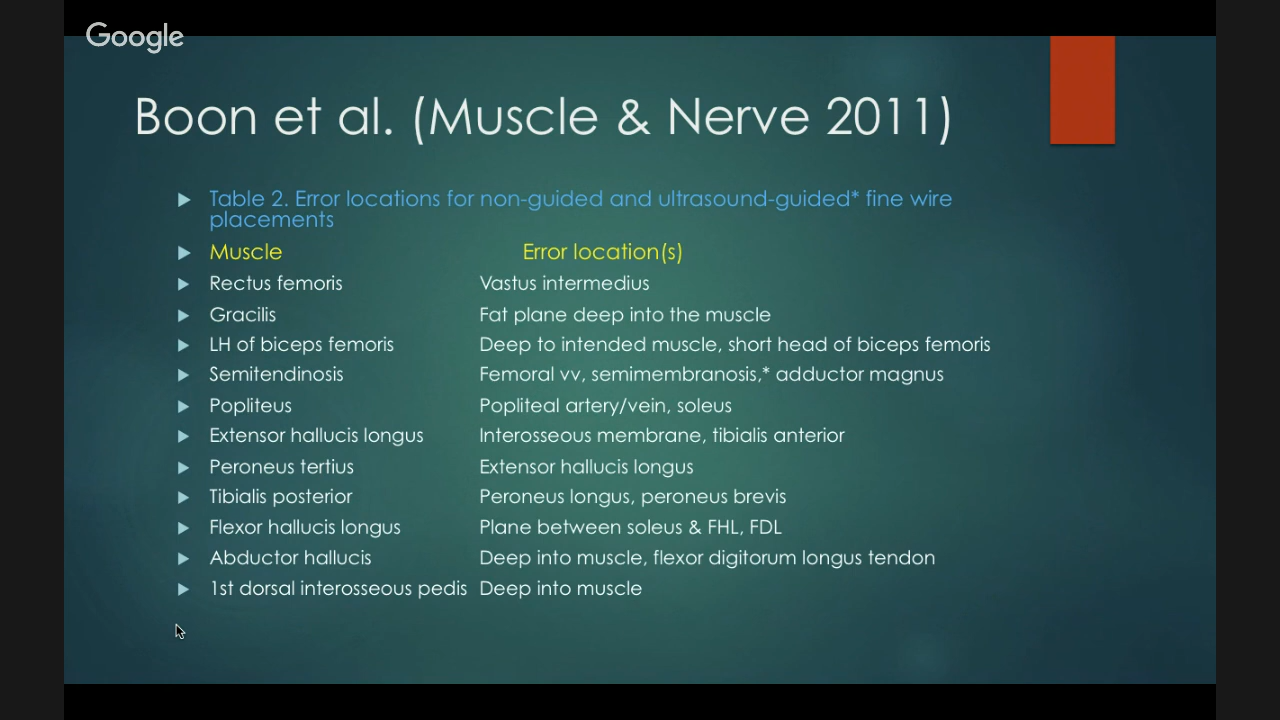 Google
Boon et al. (Muscle & Nerve 2011)
Table 2. Error locations for non-guided and ultrasound-guided* fine wire
placements
Muscle Error location(s)
Rectus femoris Vastus intermedius
Gracilis Fat plane deep into the muscle
LH of biceps femoris Deep to intended muscle, short head of biceps femoris
Semitendinosis Femoral vv, semimembranosis,* adductor magnus
Popliteus Popliteal artery/vein, soleus
Extensor hallucis longus Interosseous membrane, tibialis anterior
Peroneus tertius Extensor hallucis longus
Tibialis posterior Peroneus longus, peroneus brevis
Flexor hallucis longus Plane between soleus & FHL, FDL
Abductor hallucis Deep into muscle, flexor digitorum longus tendon
1st dorsal interosseous pedis Deep into muscle